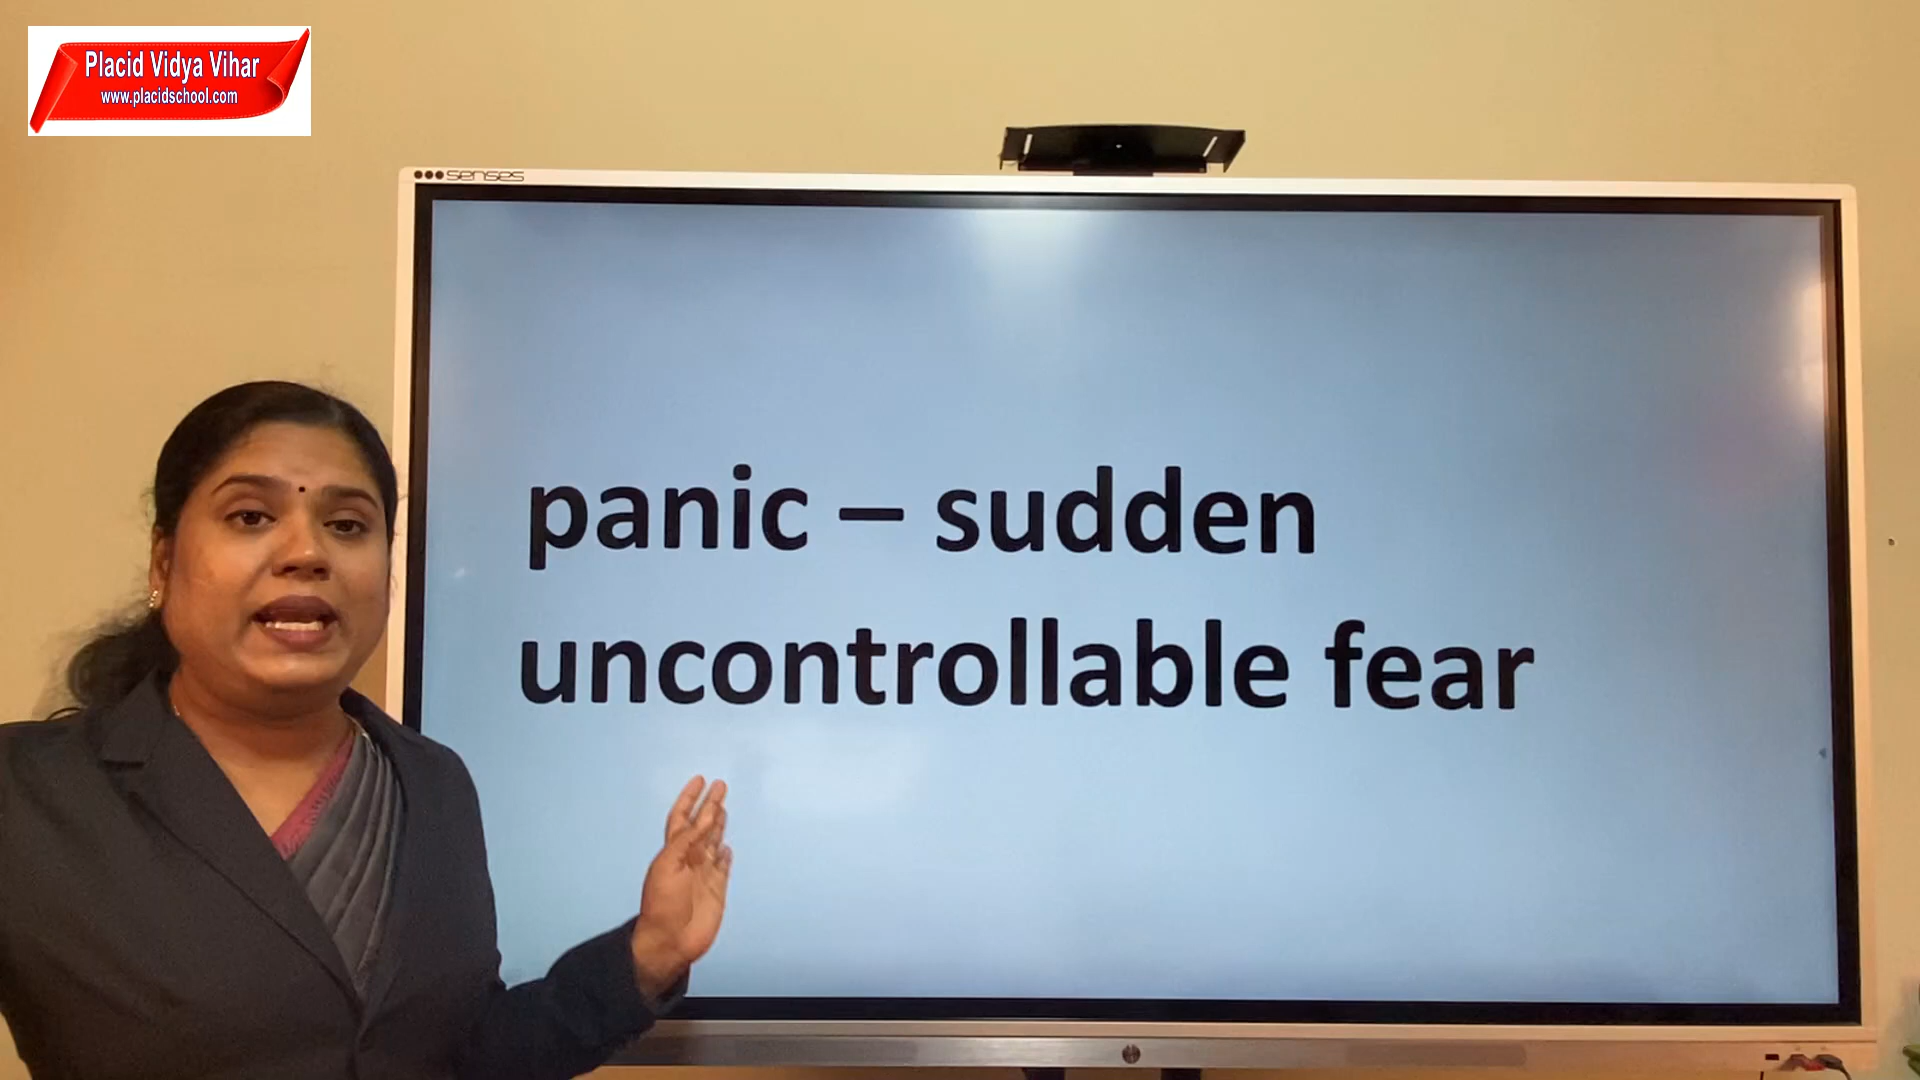 Placid Vidya Vihar
www.placidschool.com
senses
panic – sudden
uncontrollable fear